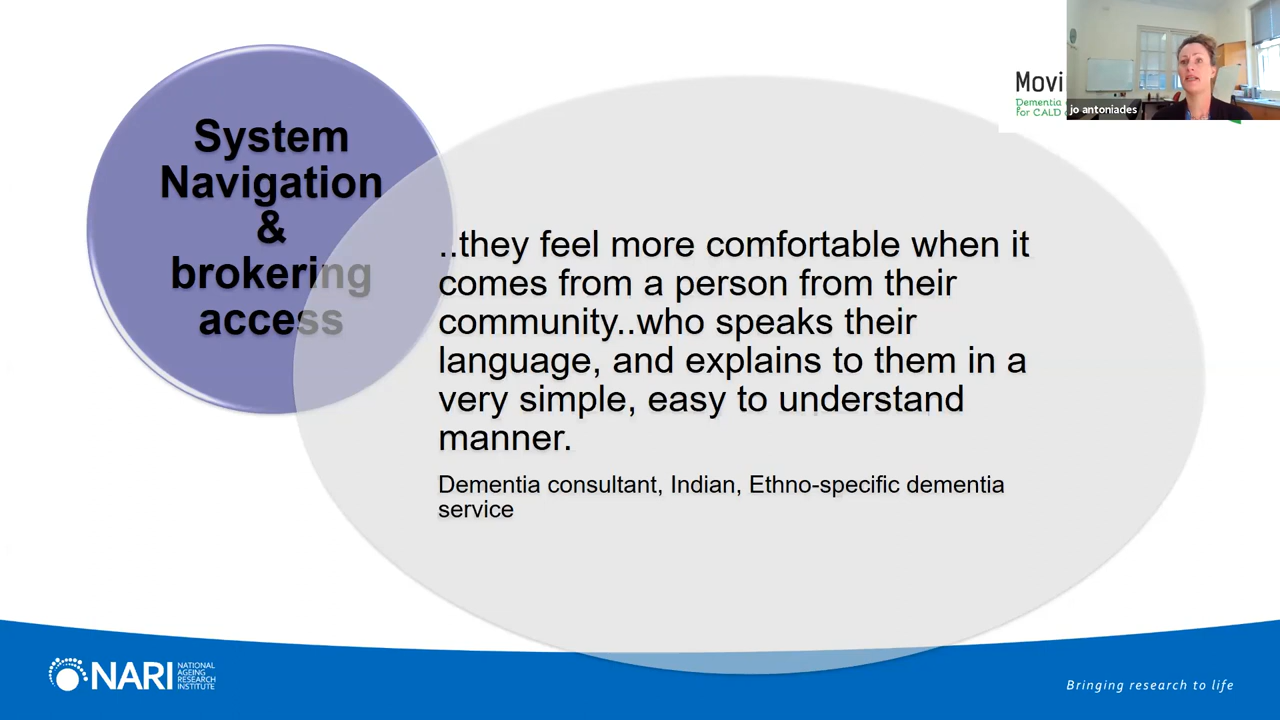 System
Navigation
&
brokering
access
..they feel more comfortable when it
comes from a person from their
community..who speaks their
language, and explains to them in a
very simple, easy to understand
manner.
Dementia consultant, Indian, Ethno-specific dementia
service
Dementia
for CALD
jo antoniades
NARI
NATIONAL
AGEING
RESEARCH
INSTITUTE
Bringing research to life